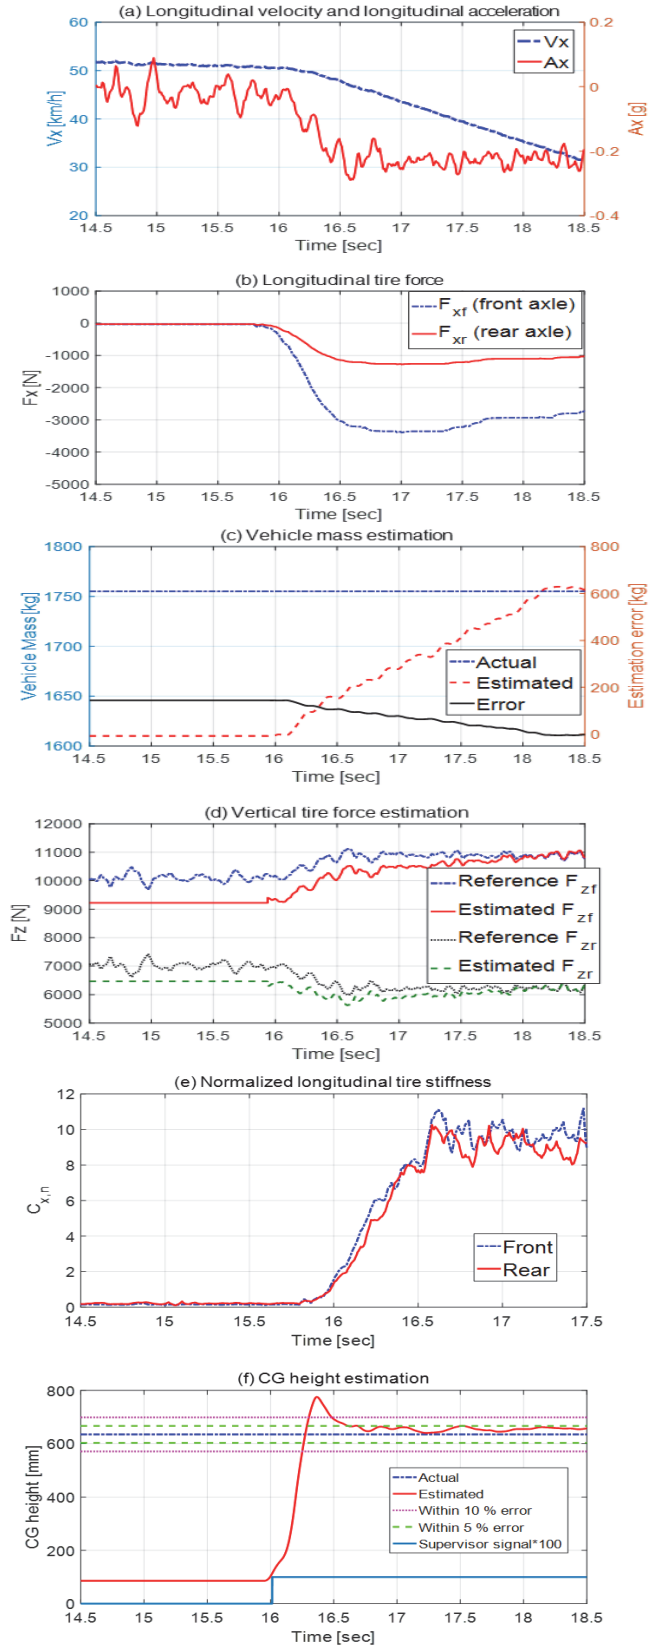 (a) Longitudinal velocity and longitudinal acceleration
60
50
40
30
20
Vx [km/h]
0.2
0
-0.2
-0.4
Ax [g]
Vx
Ax
14.5 15 15.5 16 16.5 17 17.5 18 18.5
Time [sec]
(b) Longitudinal tire force
1000
0
-1000
-2000
-3000
-4000
-5000
Fx [N]
F_xf (front axle)
F_xr (rear axle)
14.5 15 15.5 16 16.5 17 17.5 18 18.5
Time [sec]
(c) Vehicle mass estimation
1800
1750
1700
1650
1600
Vehicle Mass [kg]
800
600
400
200
0
Estimation error [kg]
Actual
Estimated
Error
14.5 15 15.5 16 16.5 17 17.5 18 18.5
Time [sec]
(d) Vertical tire force estimation
12000
11000
10000
9000
8000
7000
6000
5000
Fz [N]
Reference F_zf
Estimated F_zf
Reference F_zr
Estimated F_zr
14.5 15 15.5 16 16.5 17 17.5 18 18.5
Time [sec]
(e) Normalized longitudinal tire stiffness
12
10
8
6
4
2
0
C_x,n
Front
Rear
14.5 15 15.5 16 16.5 17 17.5
Time [sec]
(f) CG height estimation
800
600
400
200
0
CG height [mm]
Actual
Estimated
Within 10 % error
Within 5 % error
Supervisor signal*100
14.5 15 15.5 16 16.5 17 17.5 18 18.5
Time [sec]